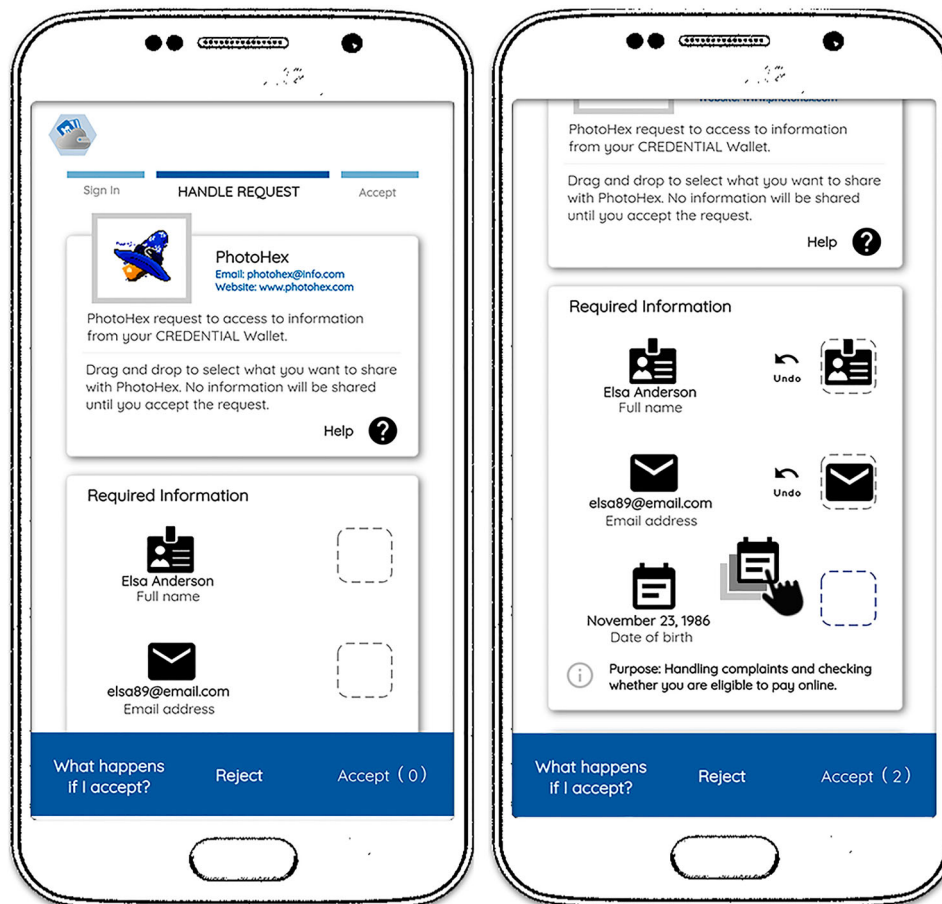 Sign In
HANDLE REQUEST
Accept
PhotoHex
Email: photohex@info.com
Website: www.photohex.com
PhotoHex request to access to information
from your CREDENTIAL Wallet.
Drag and drop to select what you want to share
with PhotoHex. No information will be shared
until you accept the request.
Help ?
Required Information
Elsa Anderson
Full name
elsa89@email.com
Email address
What happens
if I accept?
Reject
Accept ( 0 )
Website: www.photohex.com
PhotoHex request to access to information
from your CREDENTIAL Wallet.
Drag and drop to select what you want to share
with PhotoHex. No information will be shared
until you accept the request.
Help ?
Required Information
Elsa Anderson
Full name
Undo
elsa89@email.com
Email address
Undo
November 23, 1986
Date of birth
i Purpose: Handling complaints and checking
whether you are eligible to pay online.
What happens
if I accept?
Reject
Accept ( 2 )